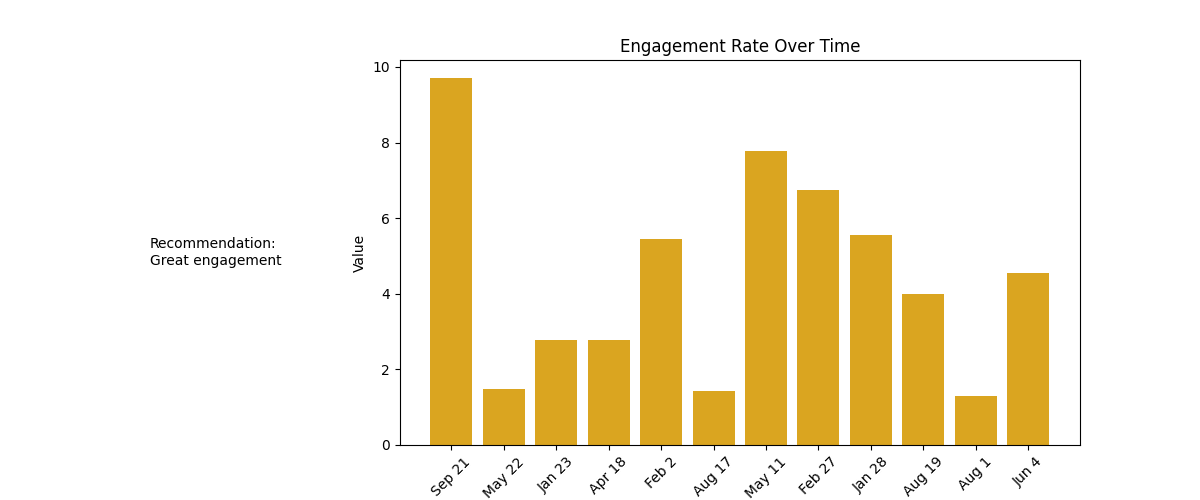 Engagement Rate Over Time
Recommendation:
Great engagement
Value
10
8
6
4
2
0
Sep 21
May 22
Jan 23
Apr 18
Feb 2
Aug 17
May 11
Feb 27
Jan 28
Aug 19
Aug 1
Jun 4